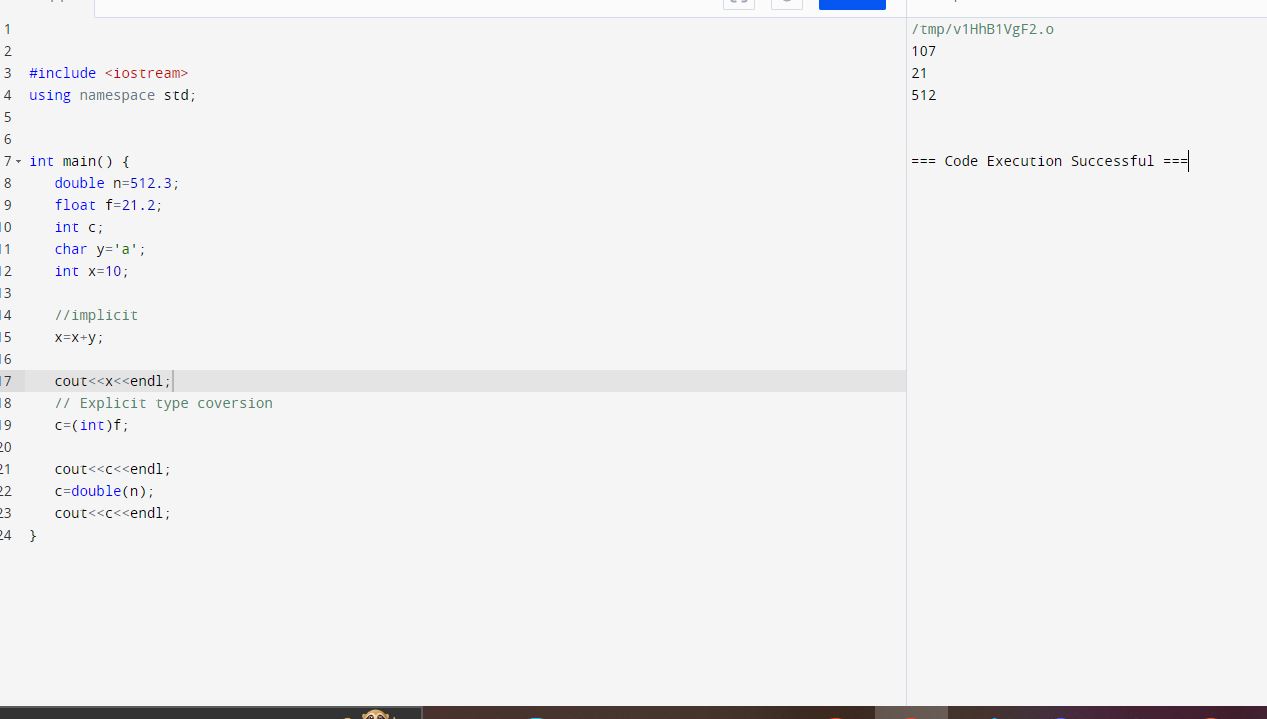 1
2
3 #include <iostream>
4 using namespace std;
5
6
7 int main() {
8 double n=512.3;
9 float f=21.2;
10 int c;
11 char y='a';
12 int x=10;
13
14 //implicit
15 x=x+y;
16
17 cout<<x<<endl;
18 // Explicit type coversion
19 c=(int)f;
20
21 cout<<c<<endl;
22 c=double(n);
23 cout<<c<<endl;
24 }
/tmp/v1HhB1VgF2.o
107
21
512
=== Code Execution Successful ===